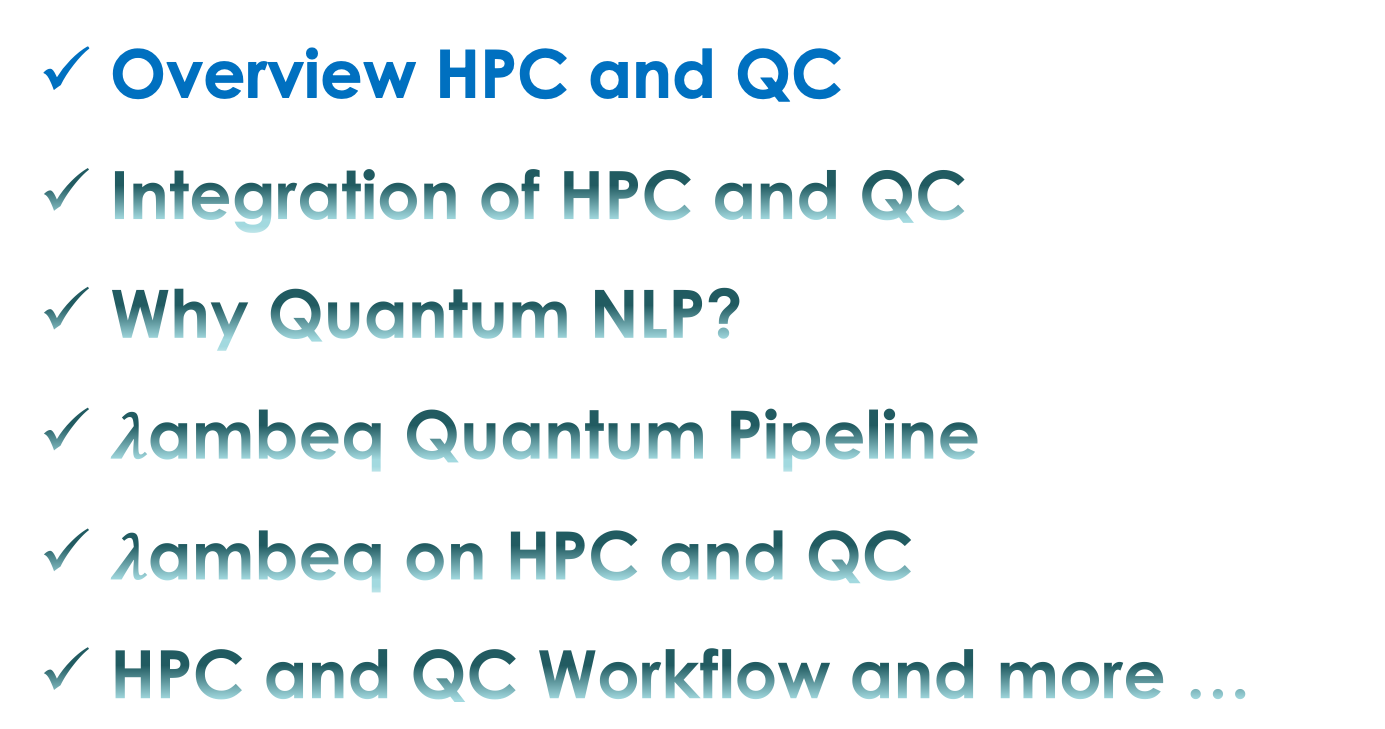 ✓ Overview HPC and QC
✓ Integration of HPC and QC
✓ Why Quantum NLP?
✓ λambeq Quantum Pipeline
✓ λambeq on HPC and QC
✓ HPC and QC Workflow and more ...